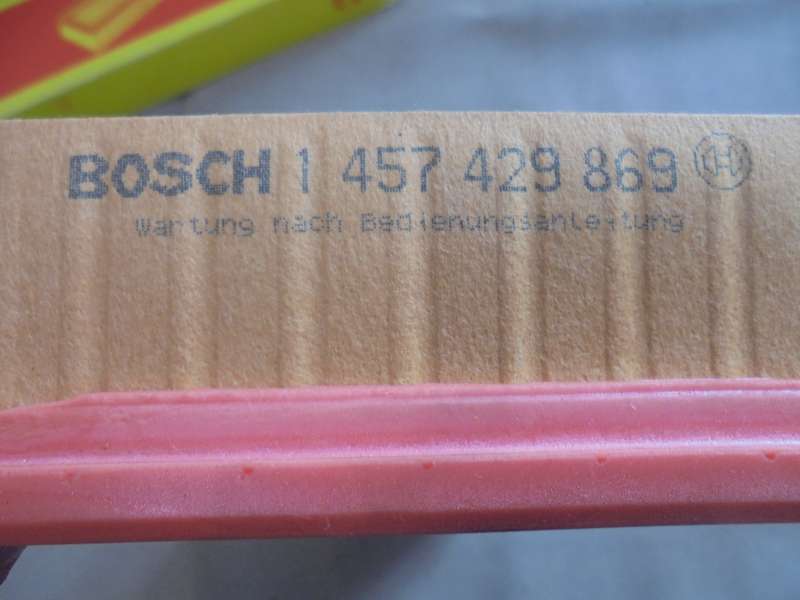 BOSCH 1 457 429 869
Wartung nach Bedienungsanleitung